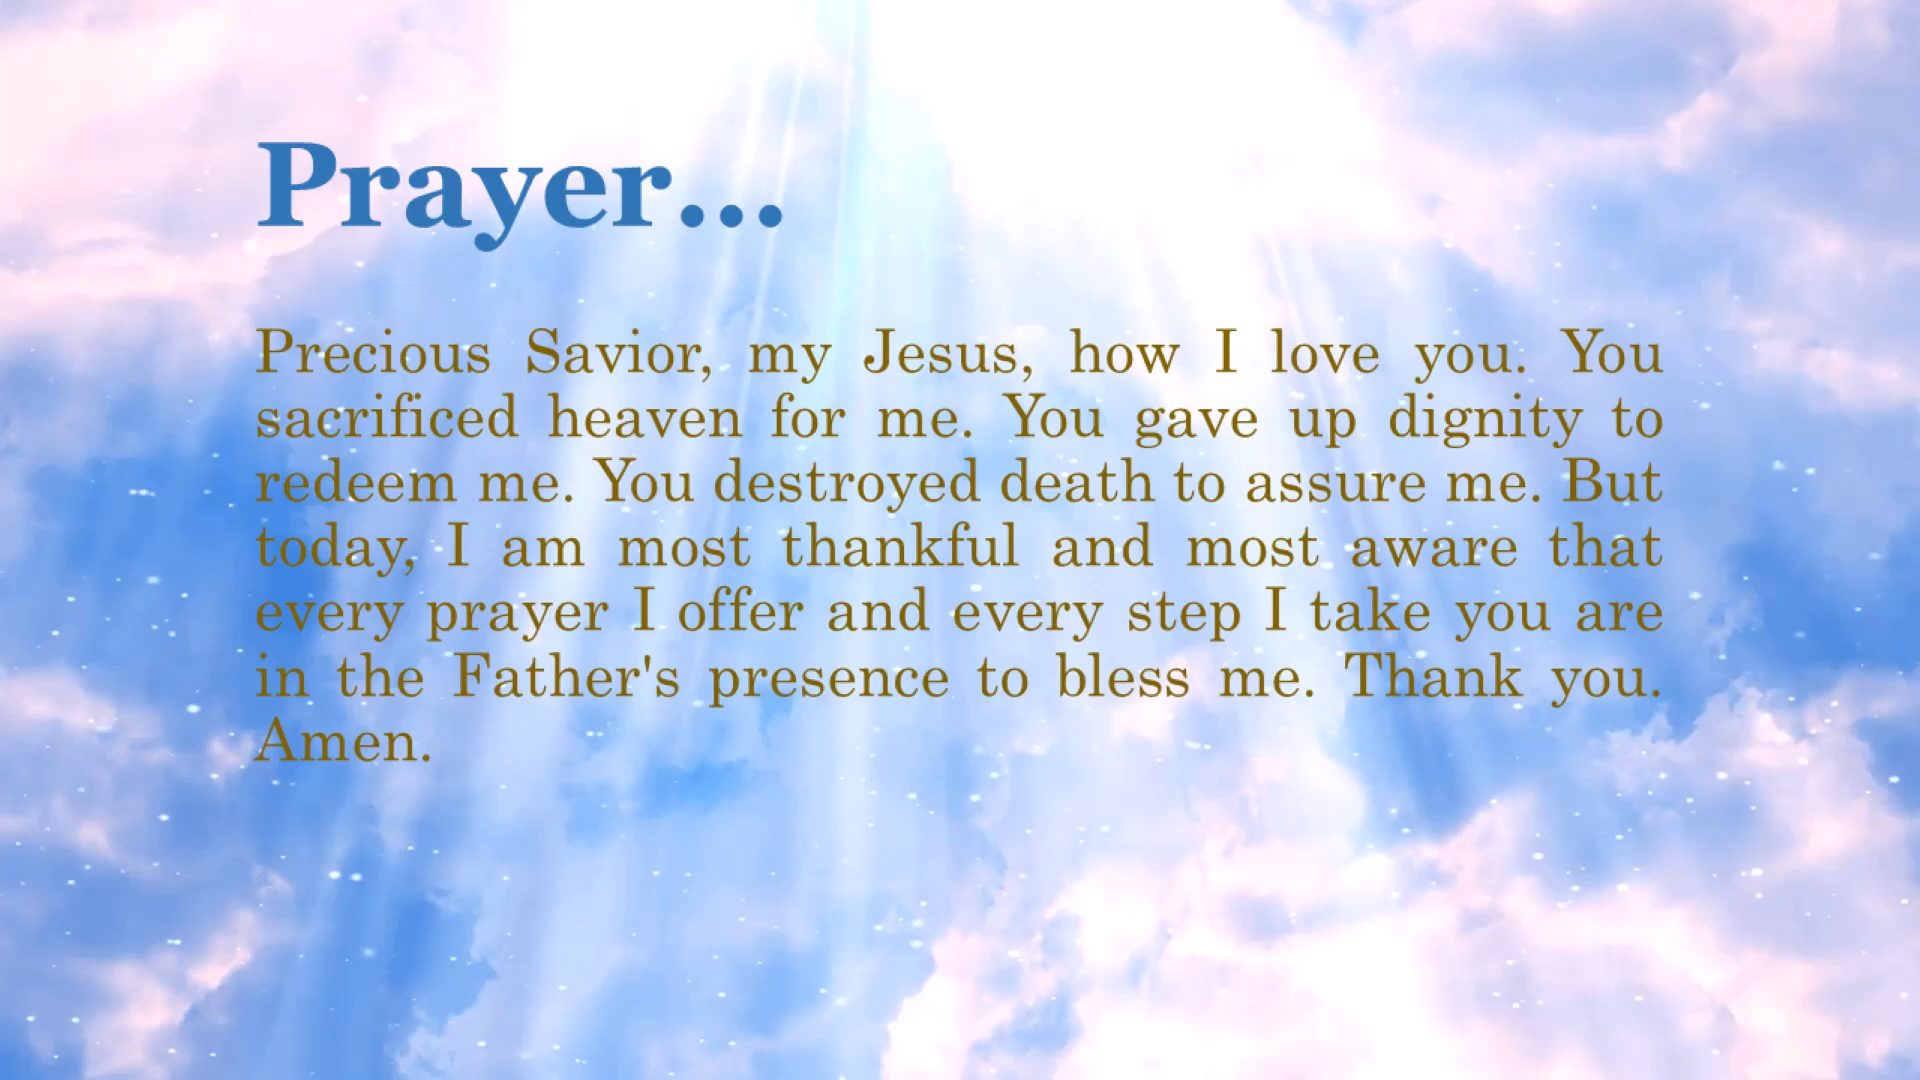 Prayer...
Precious Savior, my Jesus, how I love you. You
sacrificed heaven for me. You gave up dignity to
redeem me. You destroyed death to assure me. But
today, I am most thankful and most aware that
every prayer I offer and every step I take you are
in the Father's presence to bless me. Thank you.
Amen.